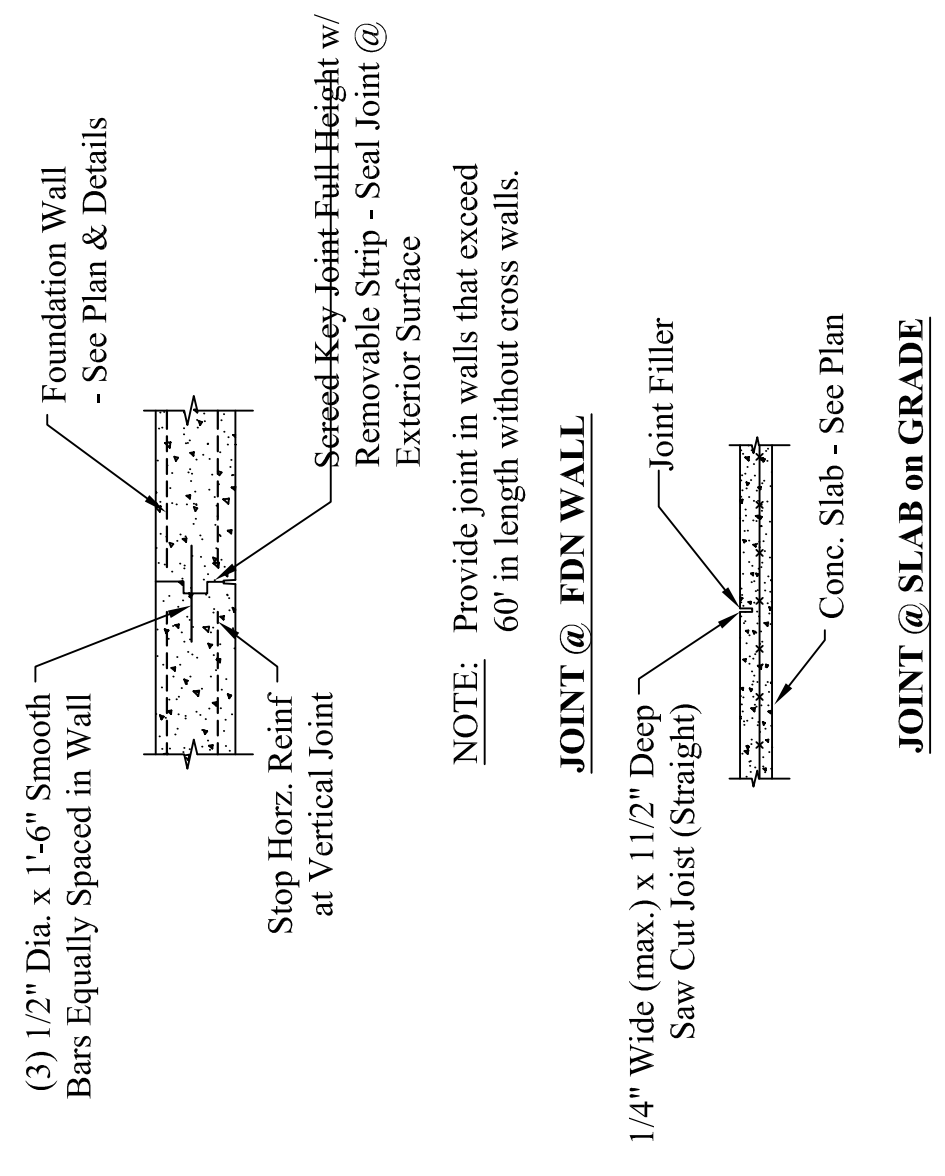 (3) 1/2" Dia. x 1'-6" Smooth
Bars Equally Spaced in Wall
Foundation Wall
- See Plan & Details
Stop Horz. Reinf
at Vertical Joint
Screed Key Joint Full Height w/
Removable Strip - Seal Joint @
Exterior Surface
NOTE: Provide joint in walls that exceed
60' in length without cross walls.
JOINT @ FDN WALL
1/4" Wide (max.) x 11/2" Deep
Saw Cut Joist (Straight)
Joint Filler
Conc. Slab - See Plan
JOINT @ SLAB on GRADE